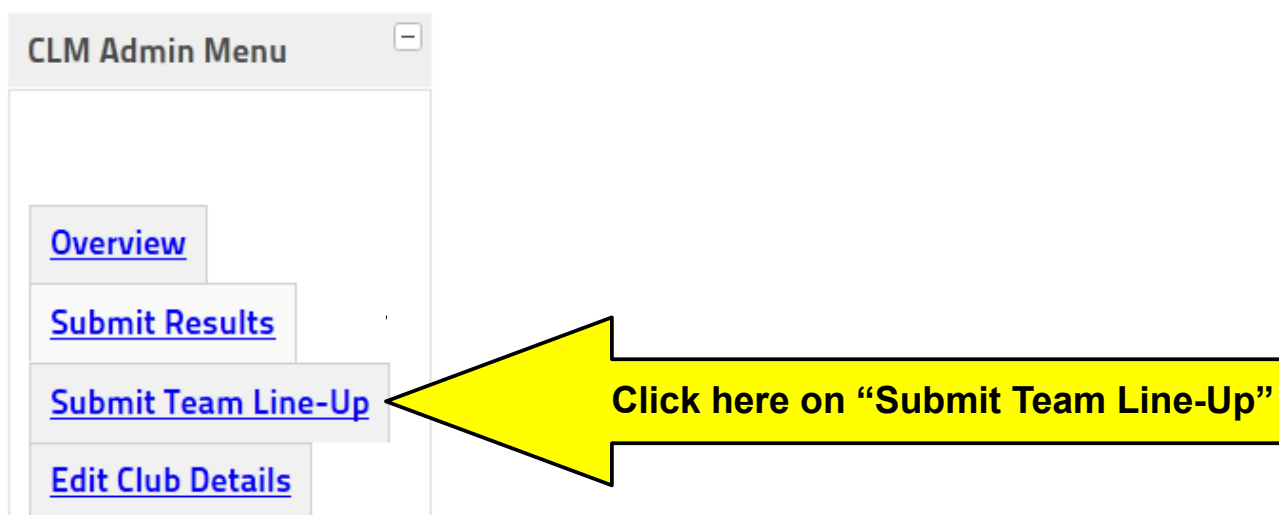 CLM Admin Menu
Overview
Submit Results
Submit Team Line-Up
Click here on “Submit Team Line-Up”
Edit Club Details